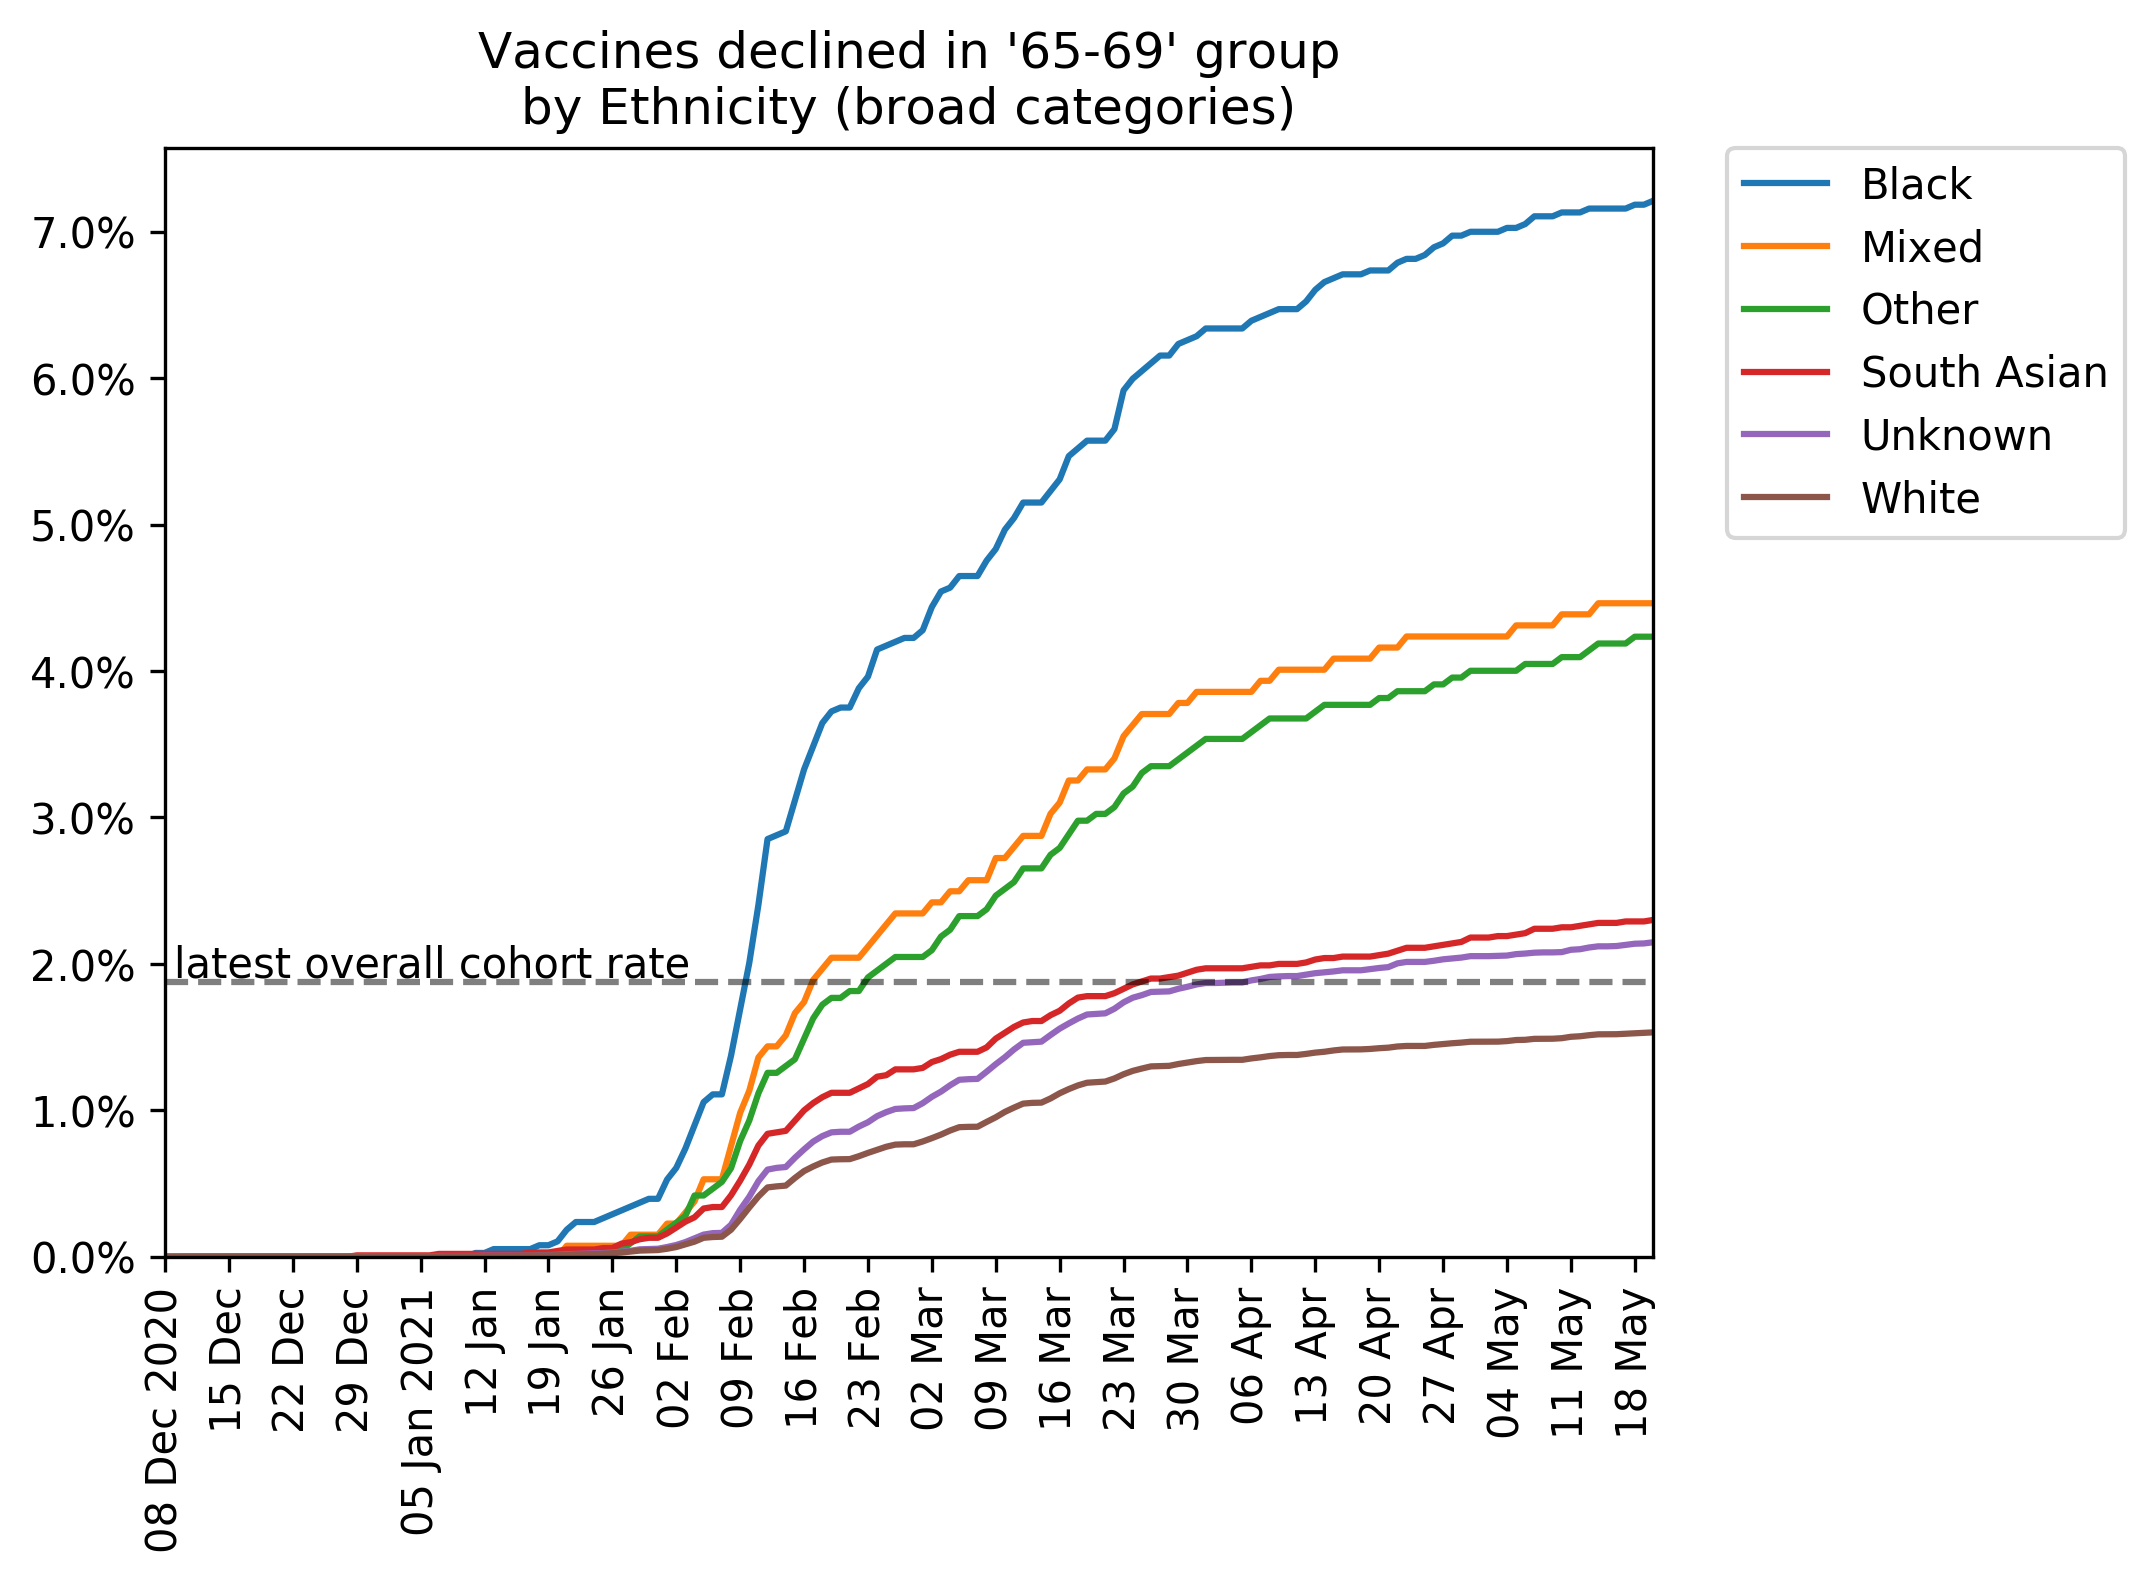 Vaccines declined in '65-69' group
by Ethnicity (broad categories)
7.0%
6.0%
5.0%
4.0%
3.0%
2.0%
1.0%
0.0%
latest overall cohort rate
08 Dec 2020
15 Dec
22 Dec
29 Dec
05 Jan 2021
12 Jan
19 Jan
26 Jan
02 Feb
09 Feb
16 Feb
23 Feb
02 Mar
09 Mar
16 Mar
23 Mar
30 Mar
06 Apr
13 Apr
20 Apr
27 Apr
04 May
11 May
18 May
Black
Mixed
Other
South Asian
Unknown
White